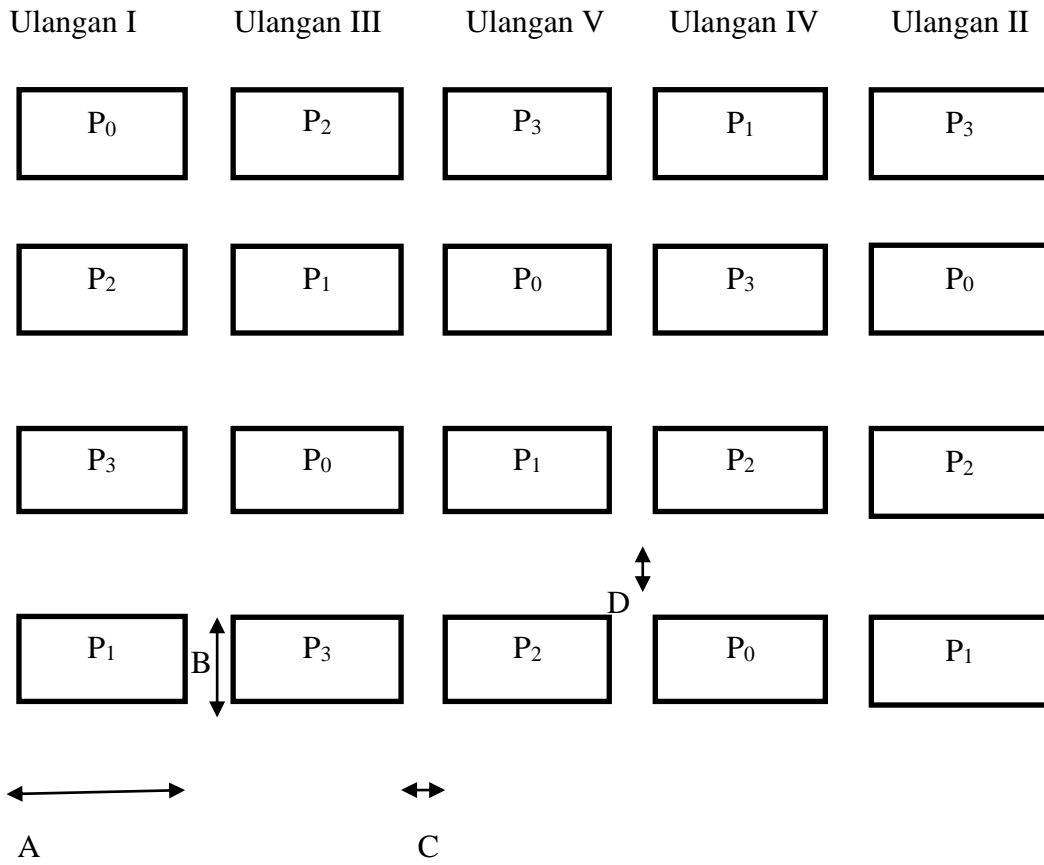 Ulangan I Ulangan III Ulangan V Ulangan IV Ulangan II
P₀ P₂ P₃ P₁ P₃
P₂ P₁ P₀ P₃ P₀
P₃ P₀ P₁ P₂ P₂
D
P₁ B P₃ P₂ P₀ P₁
A C